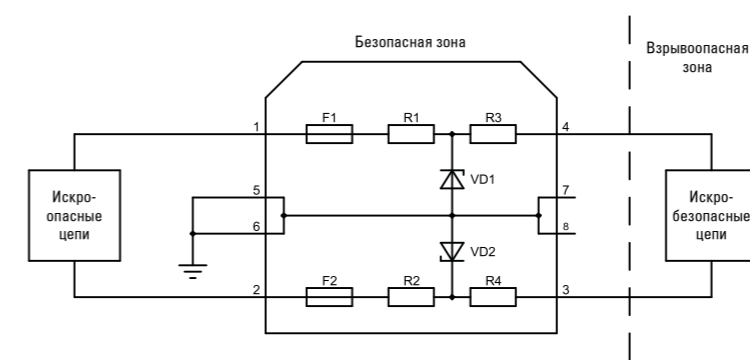 Безопасная зона
Взрывоопасная
зона
1
F1
R1
R3
4
VD1
Искро-
опасные
цепи
5
6
7
8
Искро-
безопасные
цепи
VD2
2
F2
R2
R4
3